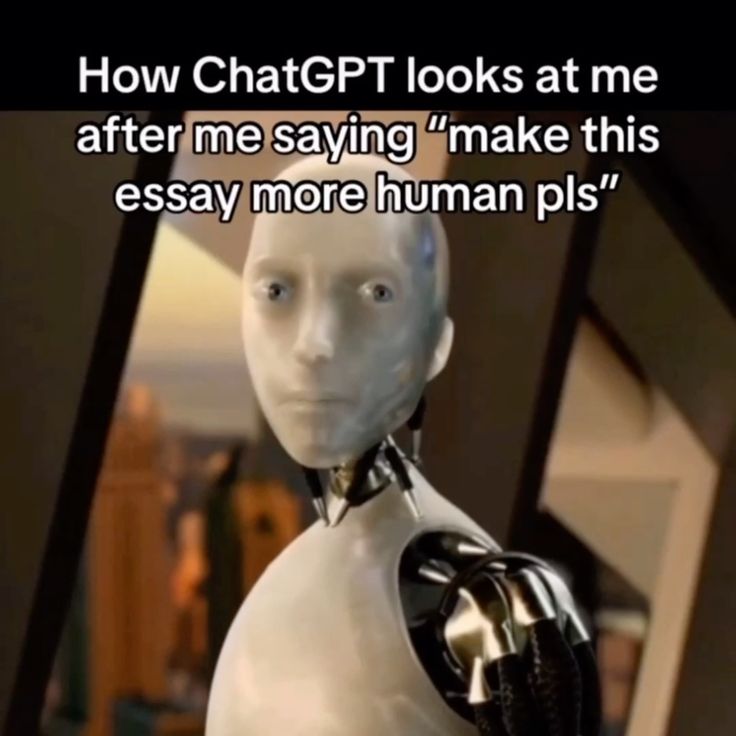 How ChatGPT looks at me
after me saying “make this
essay more human pls”